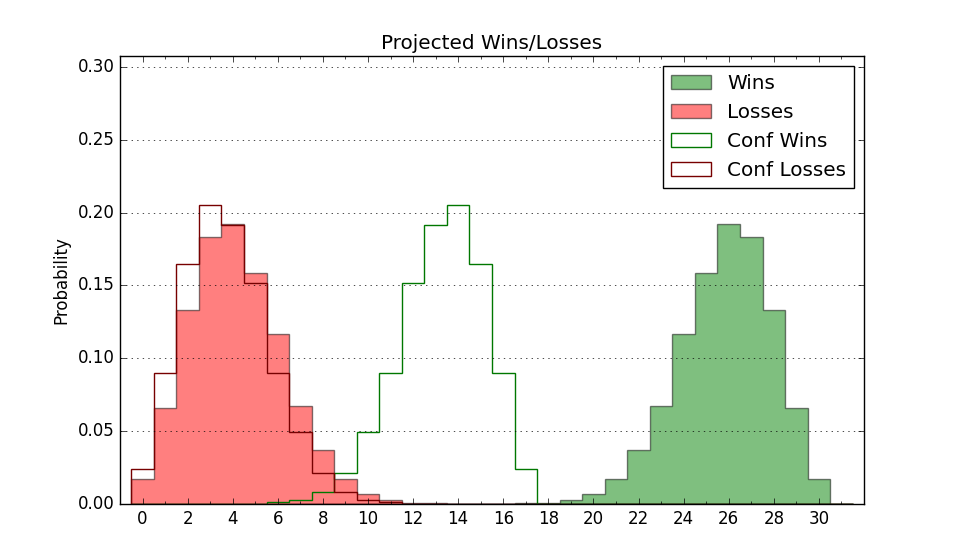 Projected Wins/Losses
0.30
0.25
0.20
0.15
0.10
0.05
0.00
Probability
Wins
Losses
Conf Wins
Conf Losses
0 2 4 6 8 10 12 14 16 18 20 22 24 26 28 30